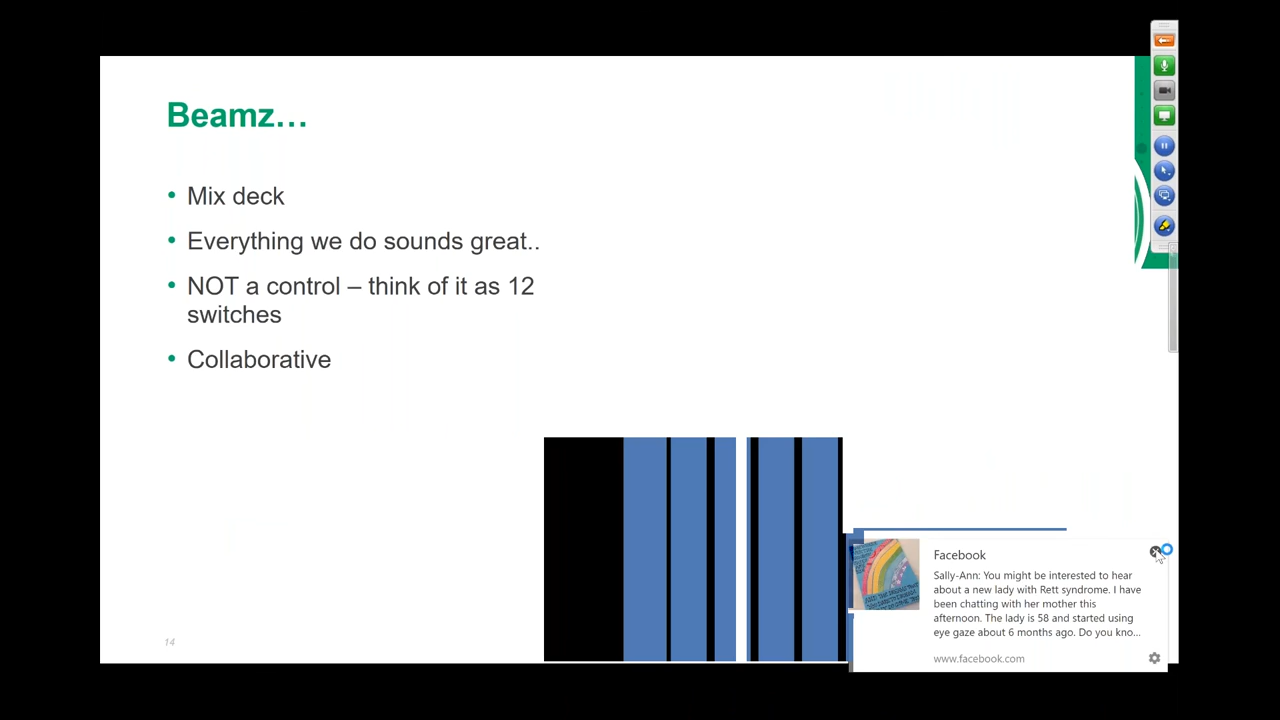 Beamz…
• Mix deck
• Everything we do sounds great..
• NOT a control – think of it as 12
switches
• Collaborative
14
Facebook
Sally-Ann: You might be interested to hear
about a new lady with Rett syndrome. I have
been chatting with her mother this
afternoon. The lady is 58 and started using
eye gaze about 6 months ago. Do you kno...
www.facebook.com